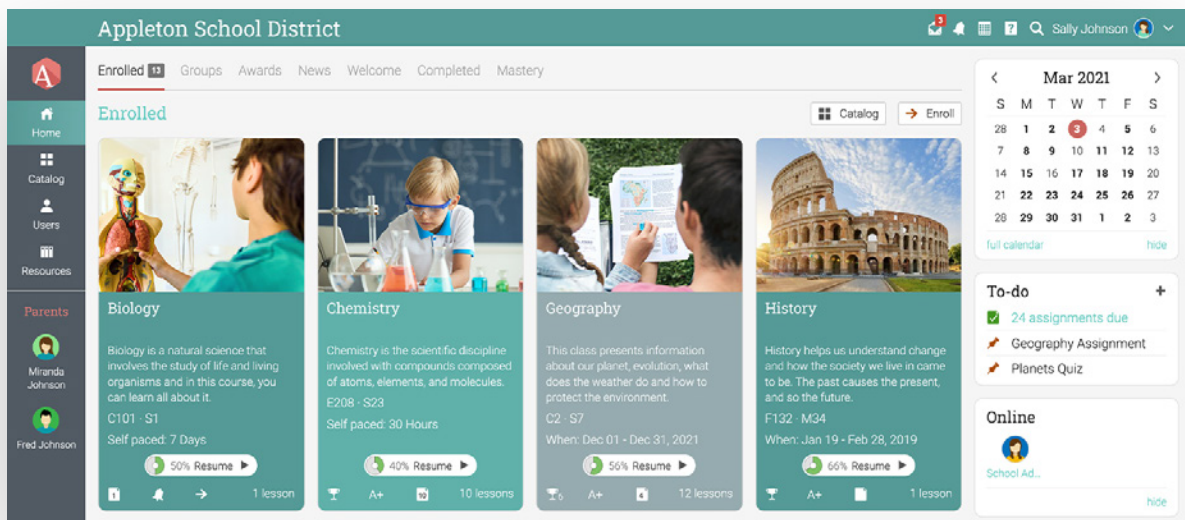 Appleton School District
3
Sally Johnson
A
Home
Catalog
Users
Resources
Parents
Miranda
Johnson
Fred Johnson
Enrolled 13 Groups Awards News Welcome Completed Mastery
Enrolled
Catalog
Enroll
Biology
Biology is a natural science that
involves the study of life and living
organisms and in this course, you
can learn all about it.
C101 · S1
Self paced: 7 Days
50% Resume
1
1 lesson
Chemistry
Chemistry is the scientific discipline
involved with compounds composed
of atoms, elements, and molecules.
E208 · S23
Self paced: 30 Hours
40% Resume
A+ 10 10 lessons
Geography
This class presents information
about our planet, evolution, what
does the weather do and how to
protect the environment.
C2 · S7
When: Dec 01 - Dec 31, 2021
56% Resume
6 A+ 4 12 lessons
History
History helps us understand change
and how the society we live in came
to be. The past causes the present,
and so the future.
F132 · M34
When: Jan 19 - Feb 28, 2019
66% Resume
A+ 1 lesson
Mar 2021
S M T W T F S
28 1 2 3 4 5 6
7 8 9 10 11 12 13
14 15 16 17 18 19 20
21 22 23 24 25 26 27
28 29 30 31 1 2 3
full calendar hide
To-do +
24 assignments due
Geography Assignment
Planets Quiz
Online
School Ad...
hide